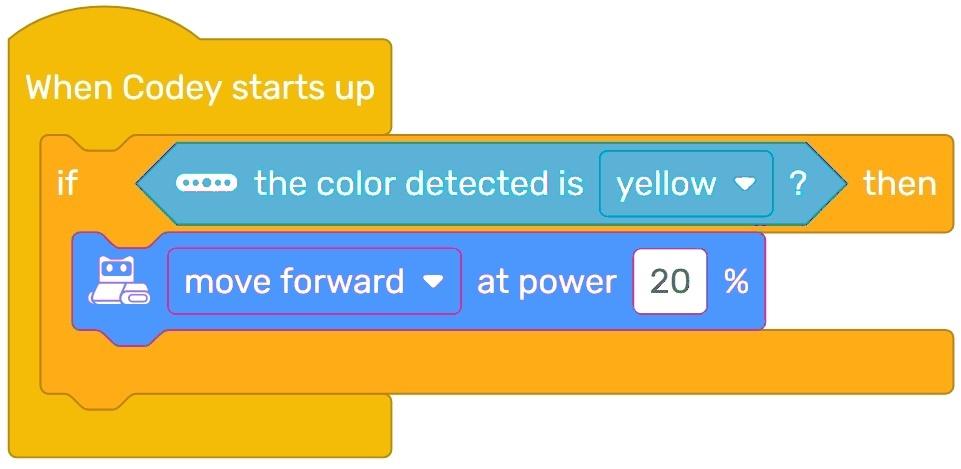 When Codey starts up
if the color detected is yellow ? then
move forward at power 20 %